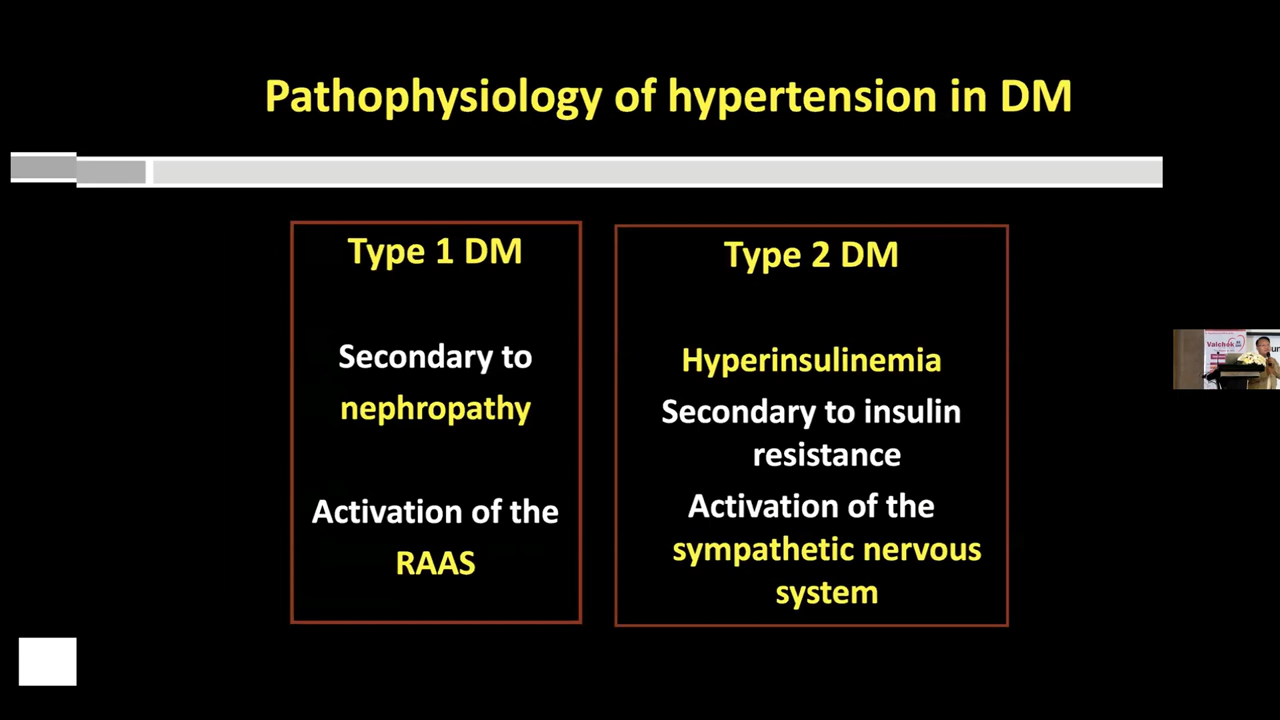 Pathophysiology of hypertension in DM
Type 1 DM
Secondary to
nephropathy
Activation of the
RAAS
Type 2 DM
Hyperinsulinemia
Secondary to insulin
resistance
Activation of the
sympathetic nervous
system
Valchek